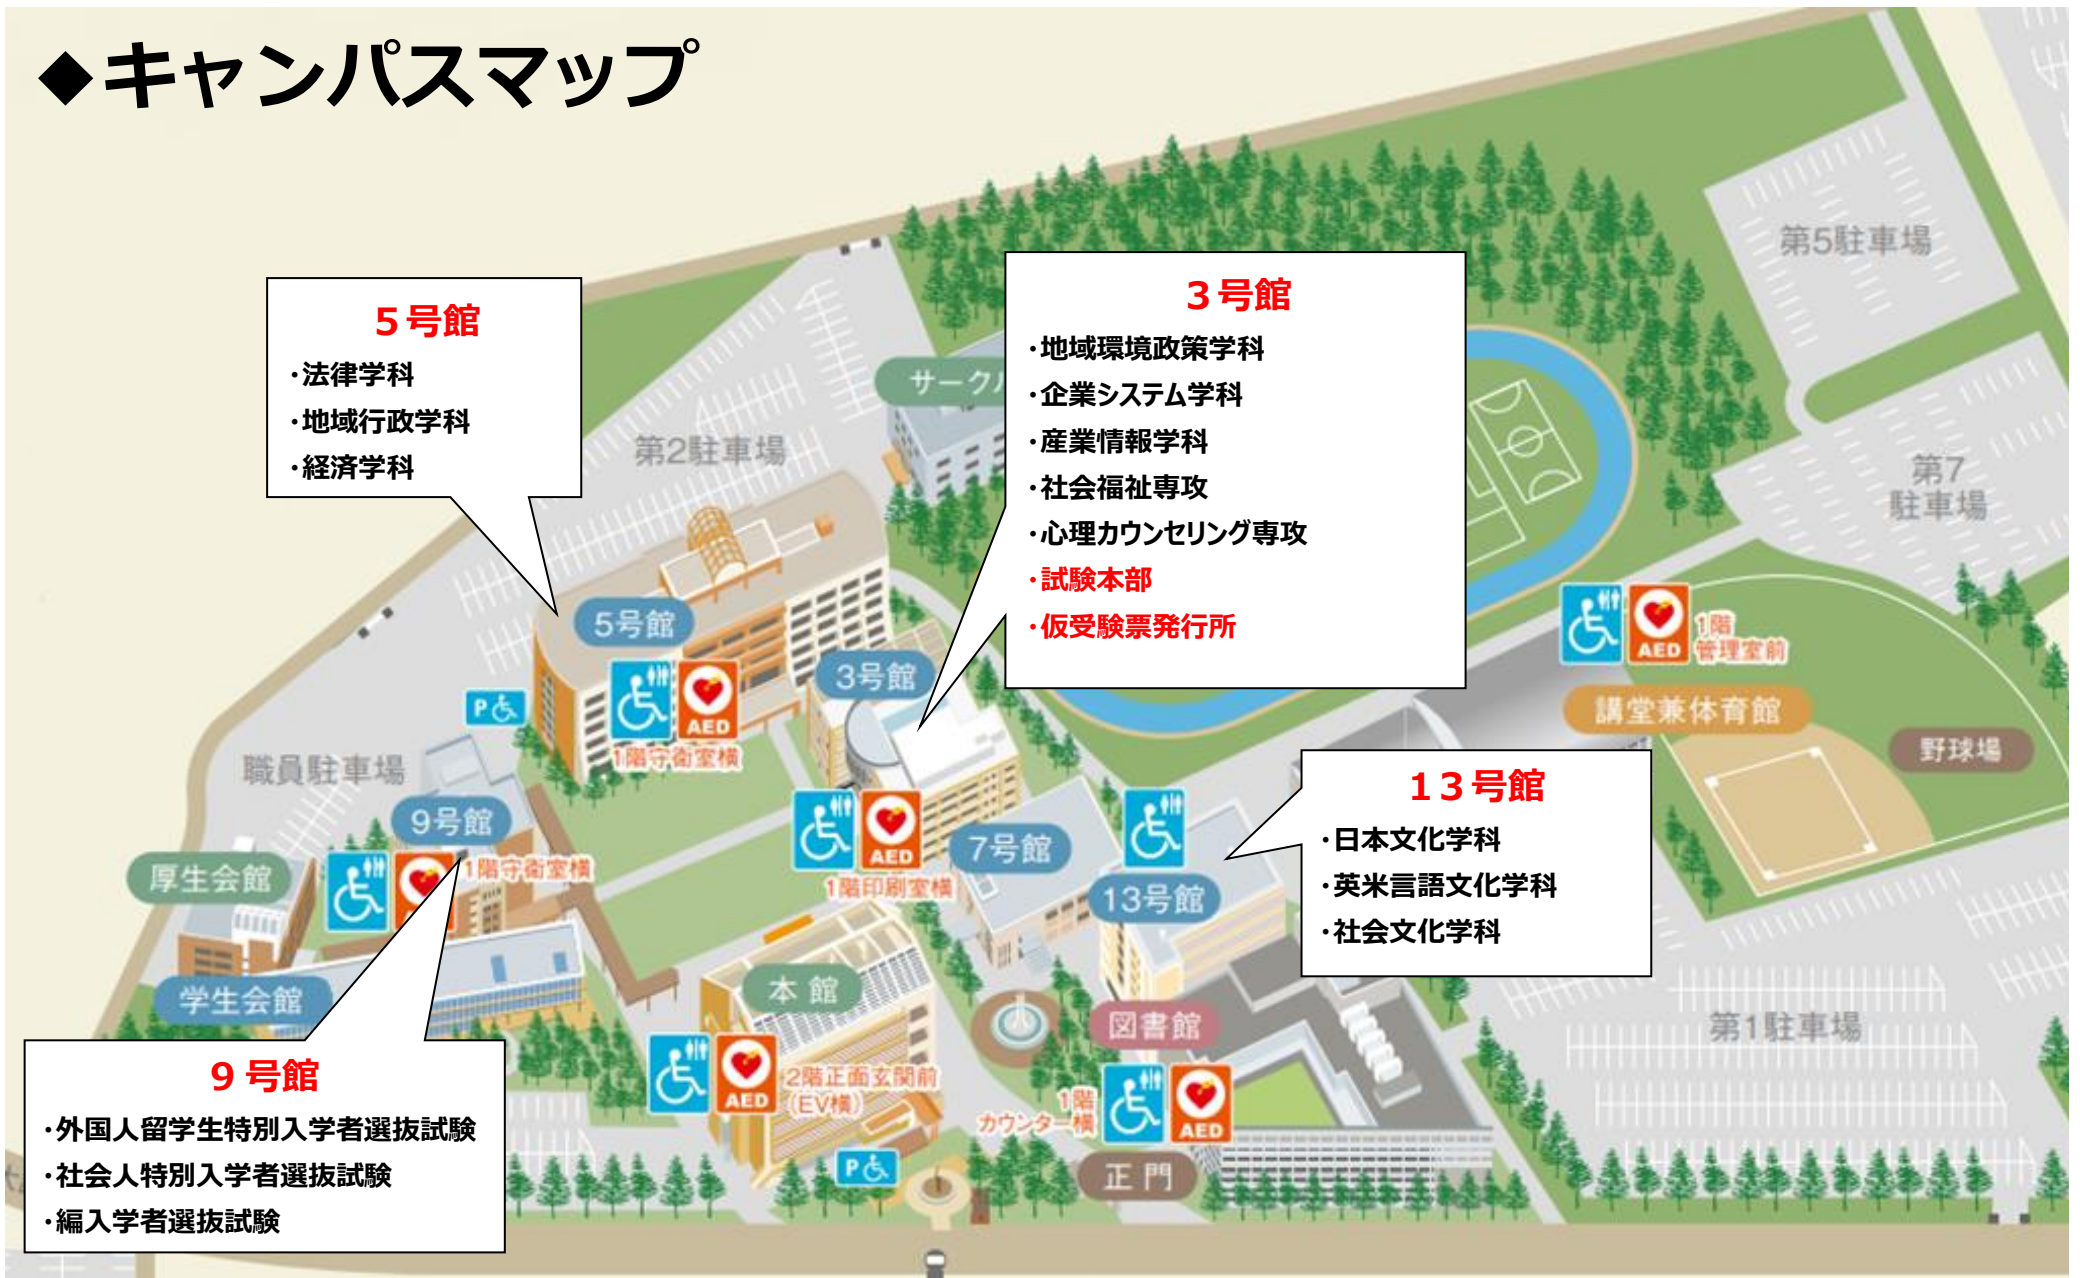 ◆キャンパスマップ
第5駐車場
５号館
・法律学科
・地域行政学科
・経済学科
３号館
・地域環境政策学科
・企業システム学科
・産業情報学科
・社会福祉専攻
・心理カウンセリング専攻
・試験本部
・仮受験票発行所
サーク
第2駐車場
第7
駐車場
5号館
AED
1階守衛室横
P
3号館
AED
1階
管理室前
講堂兼体育館
野球場
職員駐車場
9号館
1階守衛室横
厚生会館
学生会館
AED
1階印刷室横
7号館
13号館
１３号館
・日本文化学科
・英米言語文化学科
・社会文化学科
本館
図書館
第1駐車場
AED
2階正面玄関前
(EV横)
1階
カウンター横
AED
P
正門
９号館
・外国人留学生特別入学者選抜試験
・社会人特別入学者選抜試験
・編入学者選抜試験